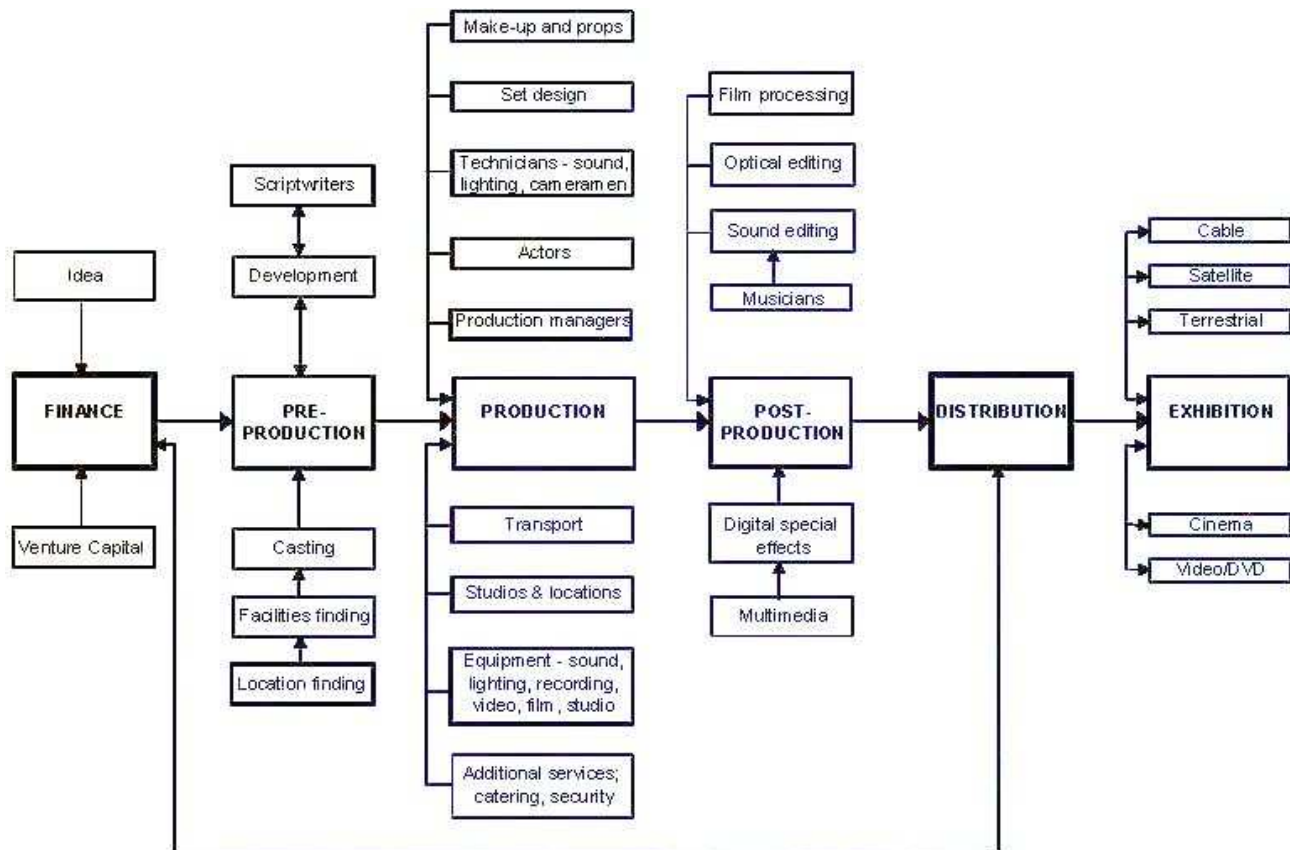 Make-up and props
Set design
Technicians - sound,
lighting, cameramen
Actors
Production managers
Film processing
Optical editing
Sound editing
Musicians
Scriptwriters
Development
Idea
Cable
Satellite
Terrestrial
FINANCE
PRE-
PRODUCTION
PRODUCTION
POST-
PRODUCTION
DISTRIBUTION
EXHIBITION
Venture Capital
Casting
Facilities finding
Location finding
Transport
Studios & locations
Equipment - sound,
lighting, recording,
video, film, studio
Additional services;
catering, security
Digital special
effects
Multimedia
Cinema
Video/DVD